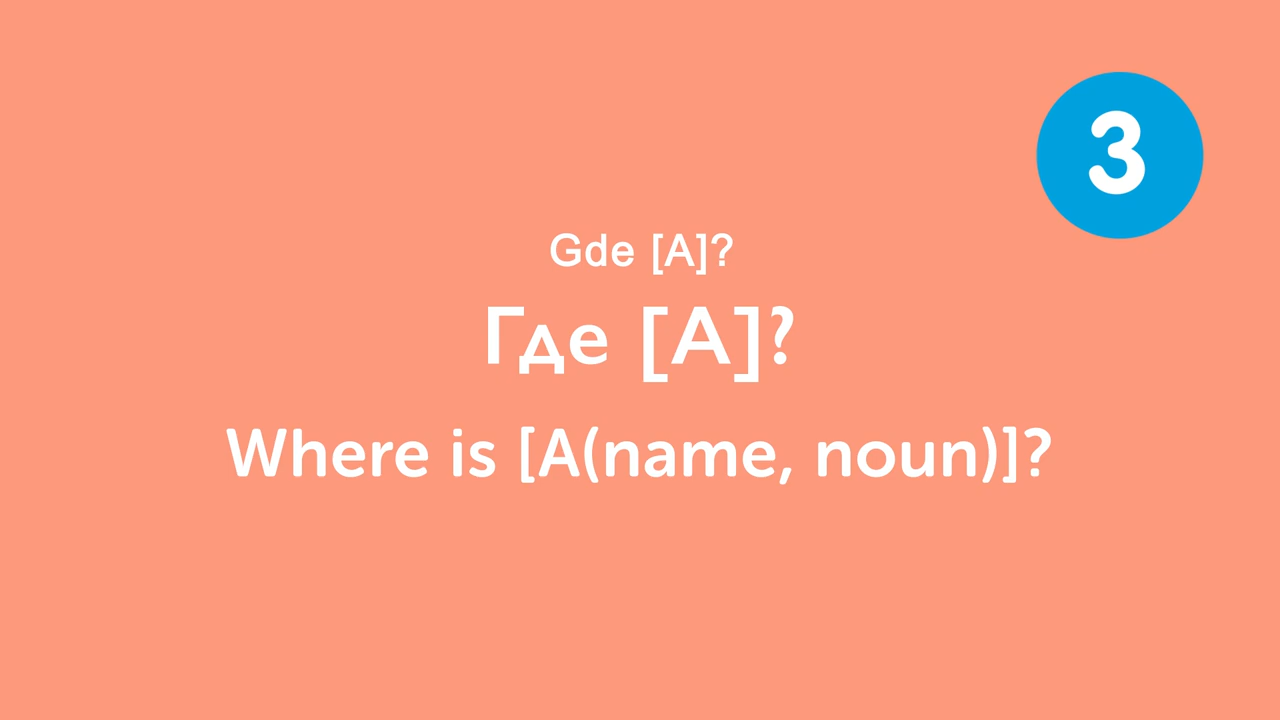 3
Gde [A]?
Где [А]?
Where is [A(name, noun)]?